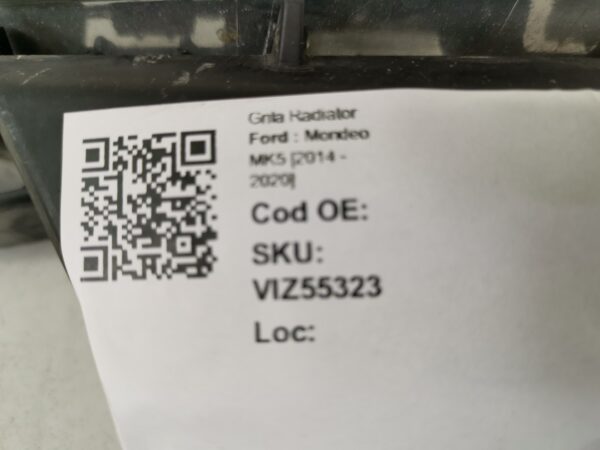 Grila Radiator
Ford : Mondeo
MK5 [2014 -
2020]
Cod OE:
SKU:
VIZ55323
Loc: